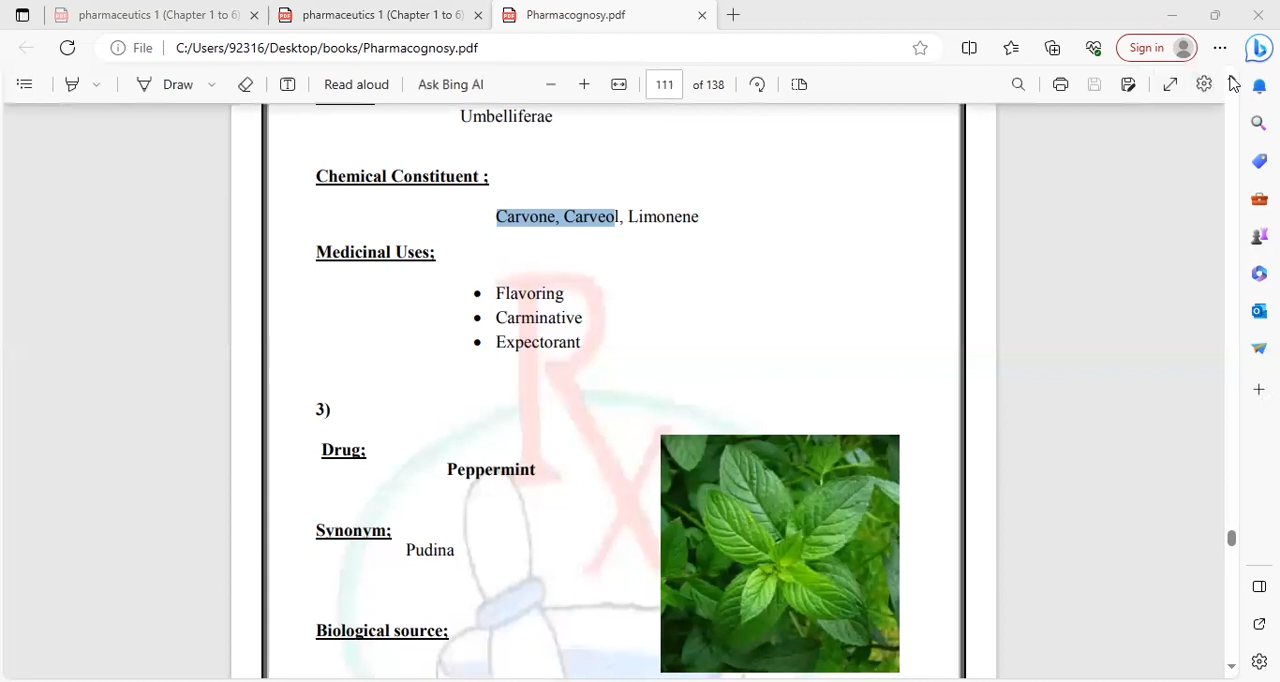 pharmaceutics 1 (Chapter 1 to 6)
pharmaceutics 1 (Chapter 1 to 6)
Pharmacognosy.pdf
File
C:/Users/92316/Desktop/books/Pharmacognosy.pdf
Sign in
Draw
Read aloud
Ask Bing AI
111 of 138
Umbelliferae
Chemical Constituent ;
Carvone, Carveol, Limonene
Medicinal Uses;
• Flavoring
• Carminative
• Expectorant
3)
Drug;
Peppermint
Synonym;
Pudina
Biological source;